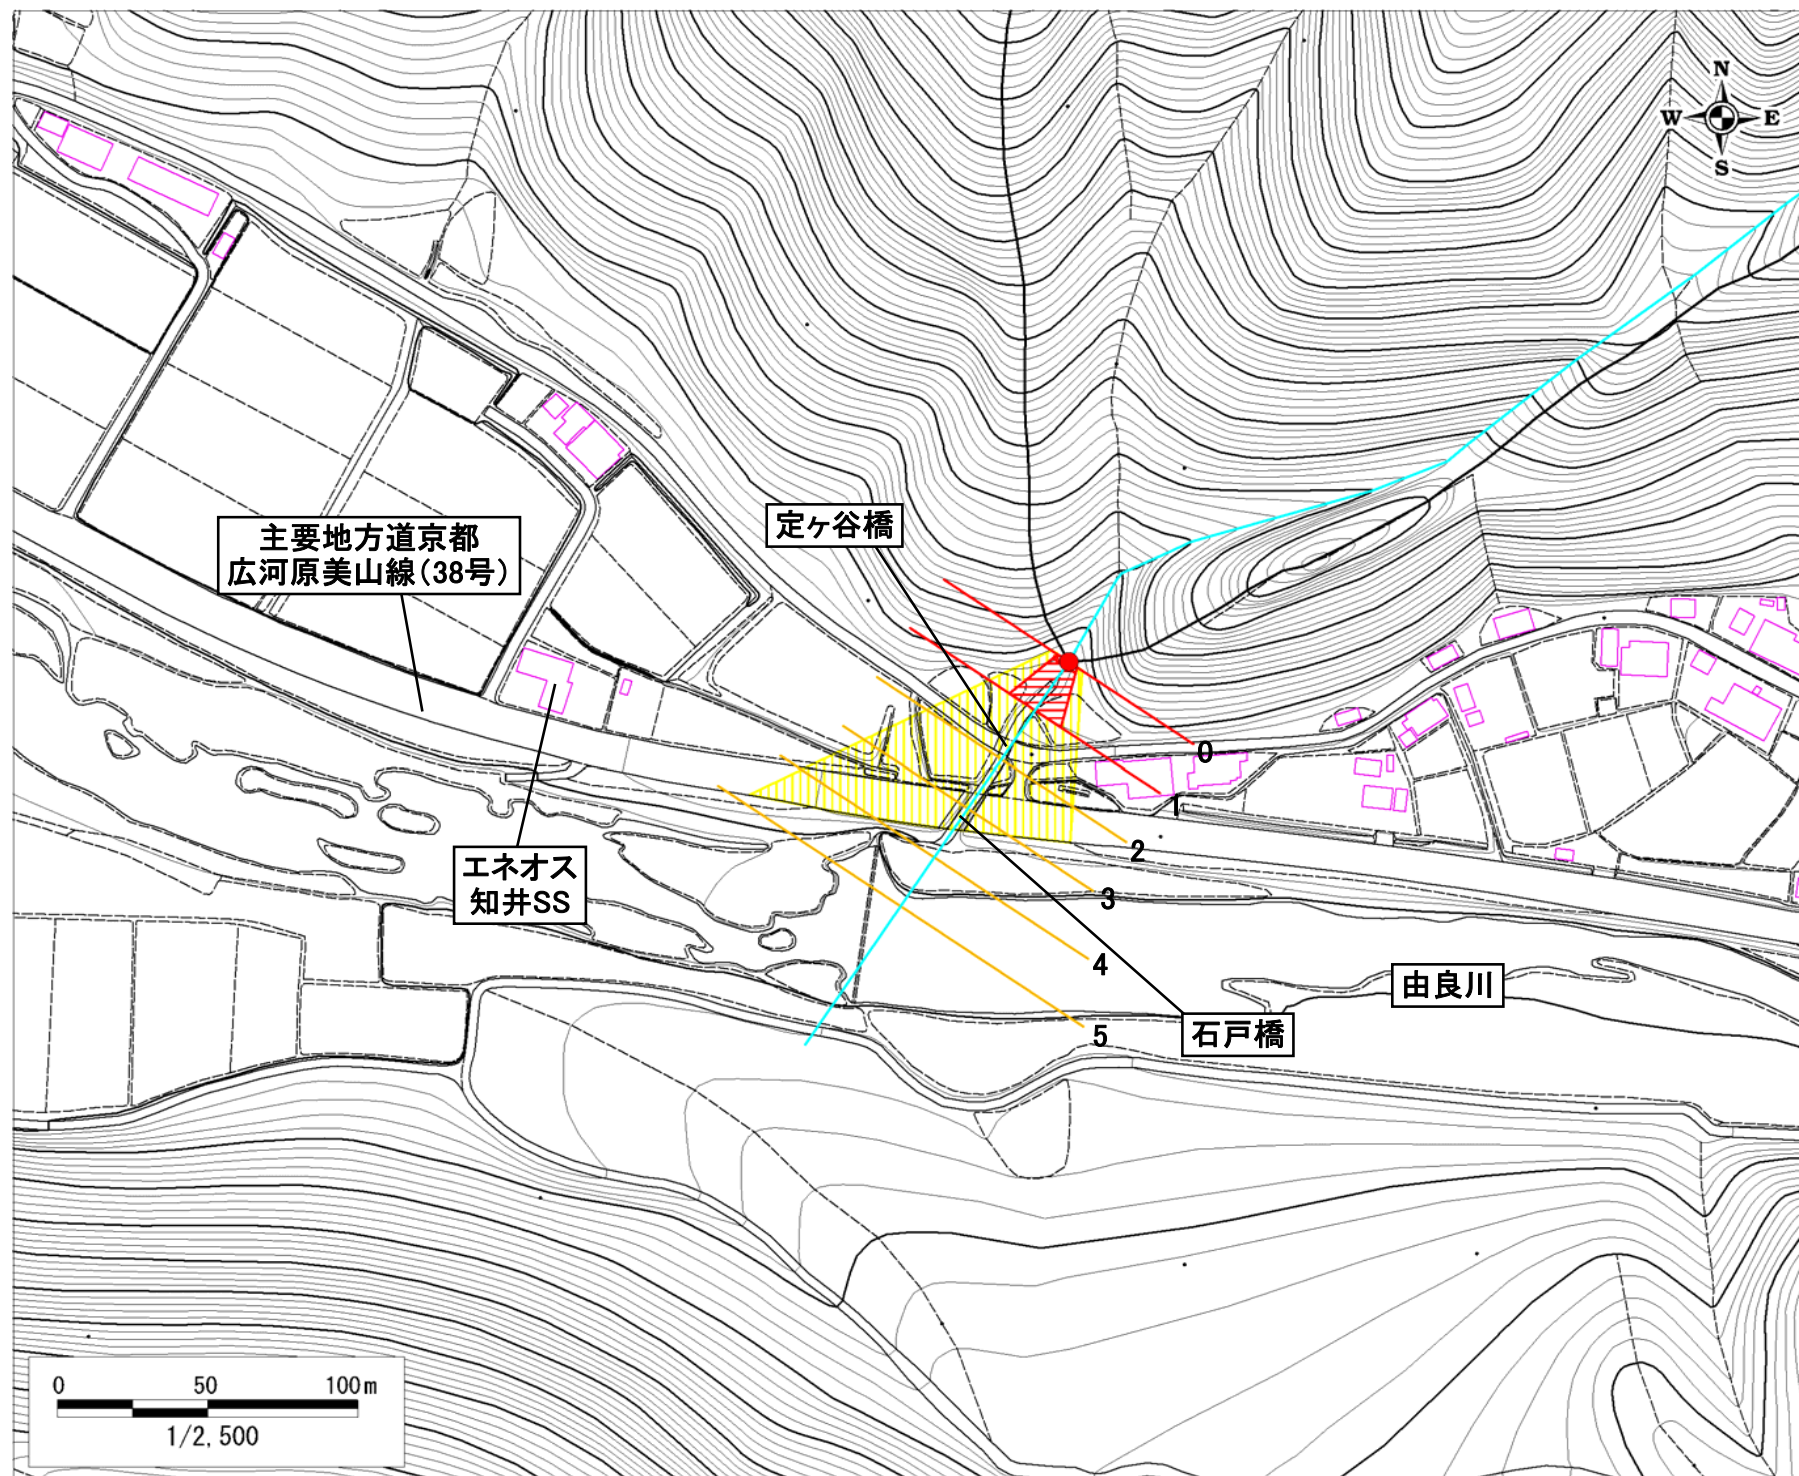 N
W E
S
定ヶ谷橋
主要地方道京都
広河原美山線(38号)
0
1
2
3
4
5
エネオス
知井SS
由良川
石戸橋
0 50 100m
1/2,500